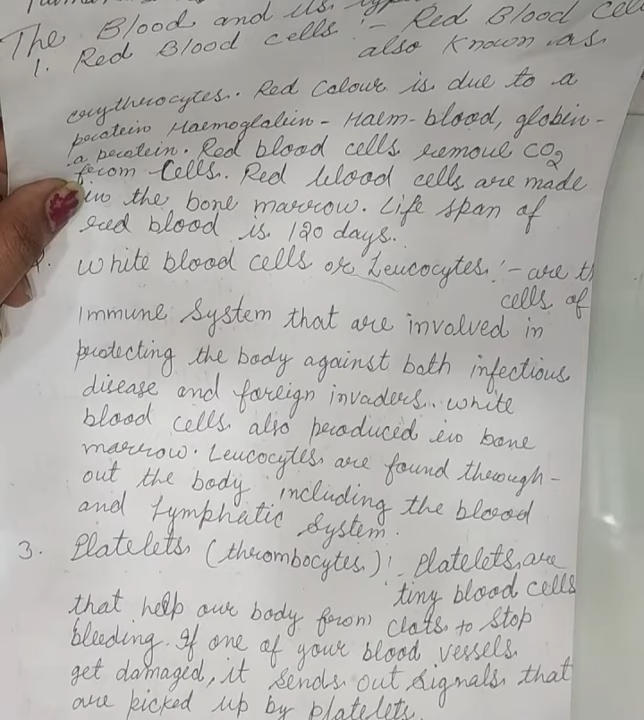 The Blood and its
1. Red Blood cells :- Red Blood Cell
also known as
erythrocytes. Red Colour is due to a
protein Haemoglalein - Haem-blood, globin -
a protein. Red blood cells remove CO2
from Cells. Red blood cells are made
in the bone marrow. Life span of
red blood is 120 days.
White blood cells or Leucocytes :- are th
cells of
Immune System that are involved in
protecting the body against both infectious
disease and foreign invaders. white
blood cells also produced in bone
marrow. Leucocytes are found through-
out the body including the blood
and Lymphatic System.
3. Platelets (thrombocytes) :- Platelets are
tiny blood cells
that help our body form clots to stop
bleeding. If one of your blood vessels
get damaged, it sends out signals that
are picked up by platelets.